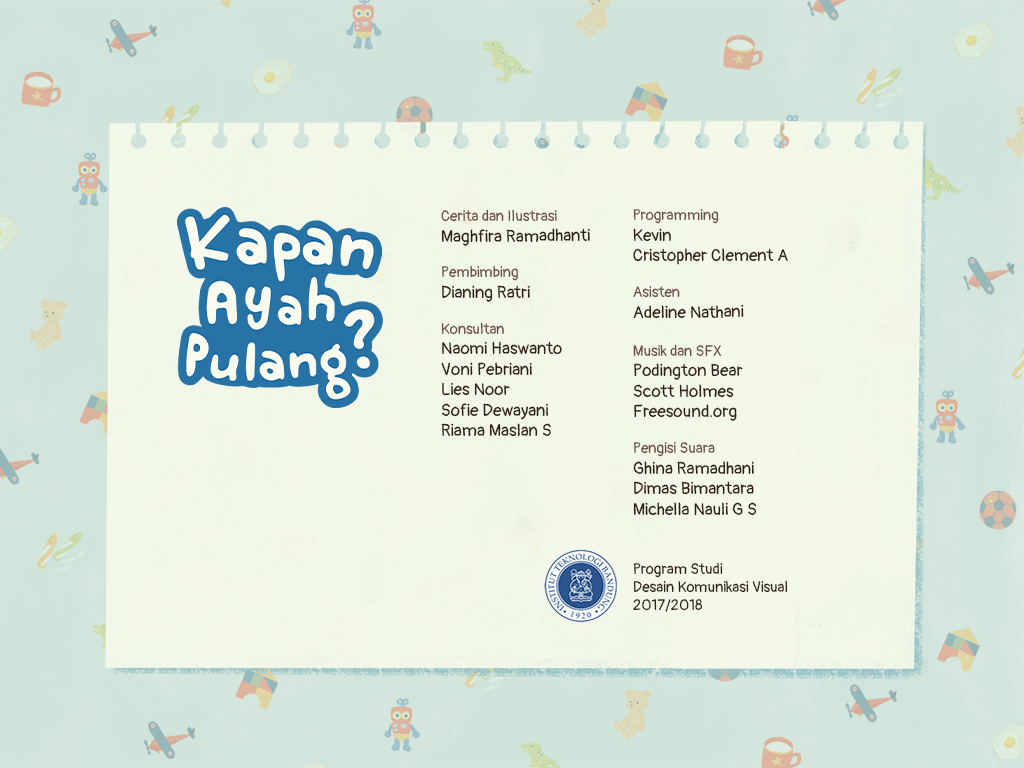 Kapan
Ayah
Pulang?
Cerita dan Ilustrasi
Maghfira Ramadhanti
Pembimbing
Dianing Ratri
Konsultan
Naomi Haswanto
Voni Pebriani
Lies Noor
Sofie Dewayani
Riama Maslan S
Programming
Kevin
Cristopher Clement A
Asisten
Adeline Nathani
Musik dan SFX
Podington Bear
Scott Holmes
Freesound.org
Pengisi Suara
Ghina Ramadhani
Dimas Bimantara
Michella Nauli G S
INSTITUT TEKNOLOGI BANDUNG
1920
Program Studi
Desain Komunikasi Visual
2017/2018